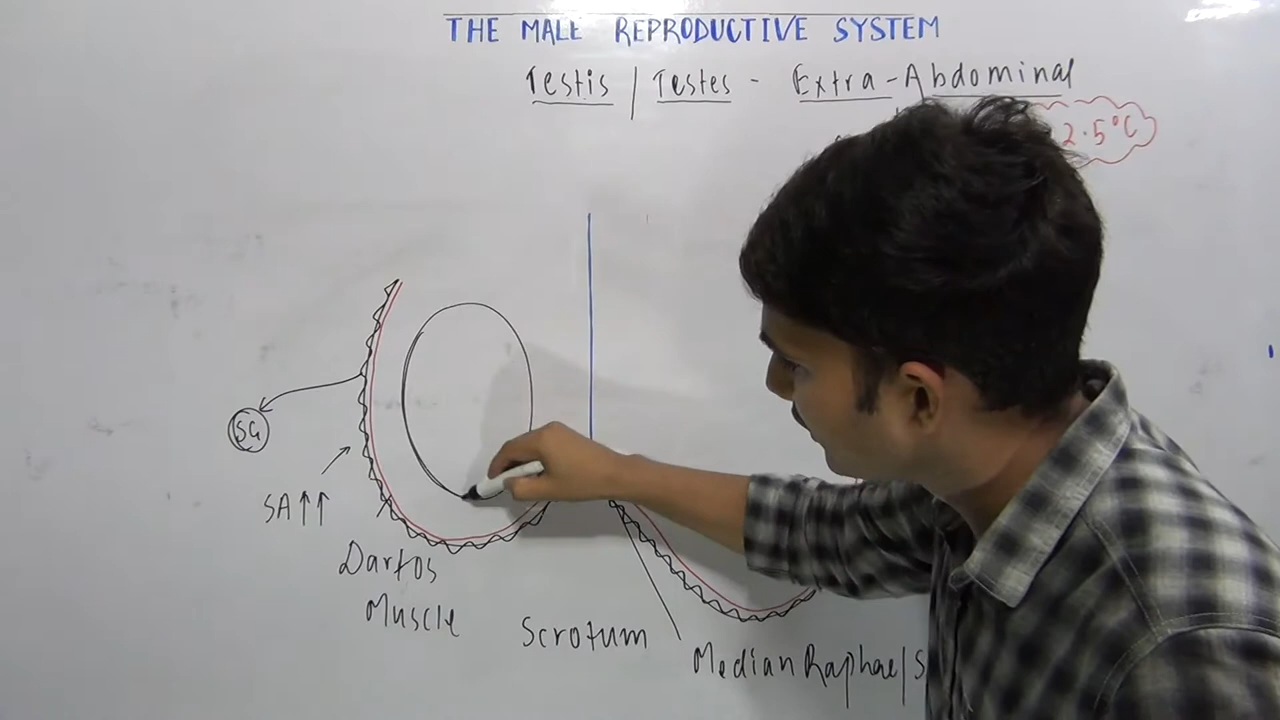 THE MALE REPRODUCTIVE SYSTEM
Testis / Testes - Extra-Abdominal
2.5°C
SG
SA↑↑
Dartos
Muscle
Scrotum
Median Raphae/S